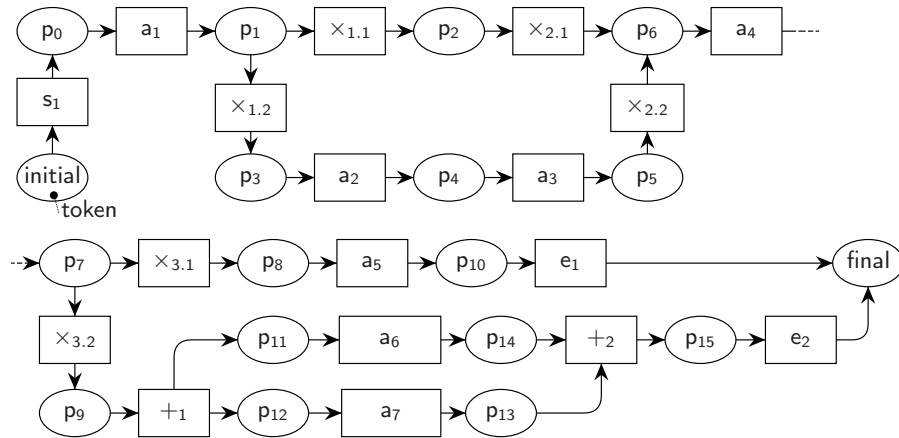 p0 a1 p1 ×1.1 p2 ×2.1 p6 a4
s1 ×1.2 ×2.2
initial p3 a2 p4 a3 p5
token
p7 ×3.1 p8 a5 p10 e1 final
×3.2 p11 a6 p14 +2 p15 e2
p9 +1 p12 a7 p13